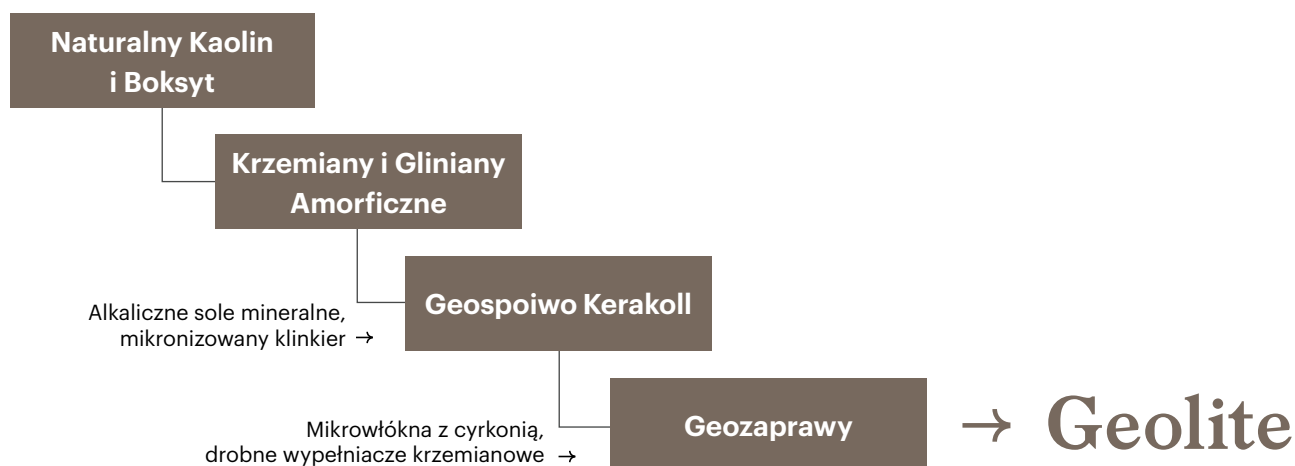 Naturalny Kaolin
i Boksyt
Krzemiany i Gliniany
Amorficzne
Geospoiwo Kerakoll
Alkaliczne sole mineralne,
mikronizowany klinkier →
Geozaprawy
Mikrowłókna z cyrkonią,
drobne wypełniacze krzemianowe →
→ Geolite